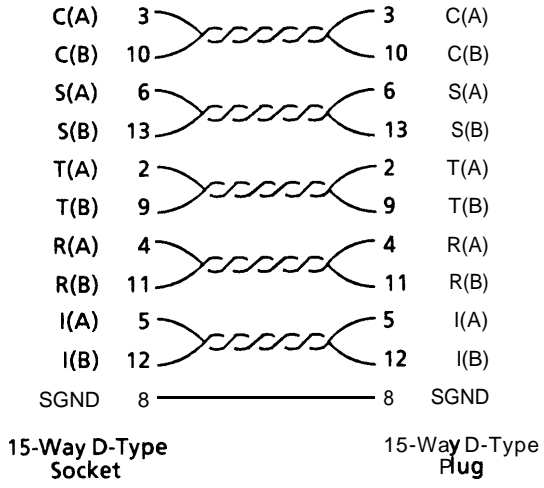 C(A) 3 3 C(A)
C(B) 10 10 C(B)
S(A) 6 6 S(A)
S(B) 13 13 S(B)
T(A) 2 2 T(A)
T(B) 9 9 T(B)
R(A) 4 4 R(A)
R(B) 11 11 R(B)
I(A) 5 5 I(A)
I(B) 12 12 I(B)
SGND 8 8 SGND
15-Way D-Type 15-Way D-Type
Socket Plug